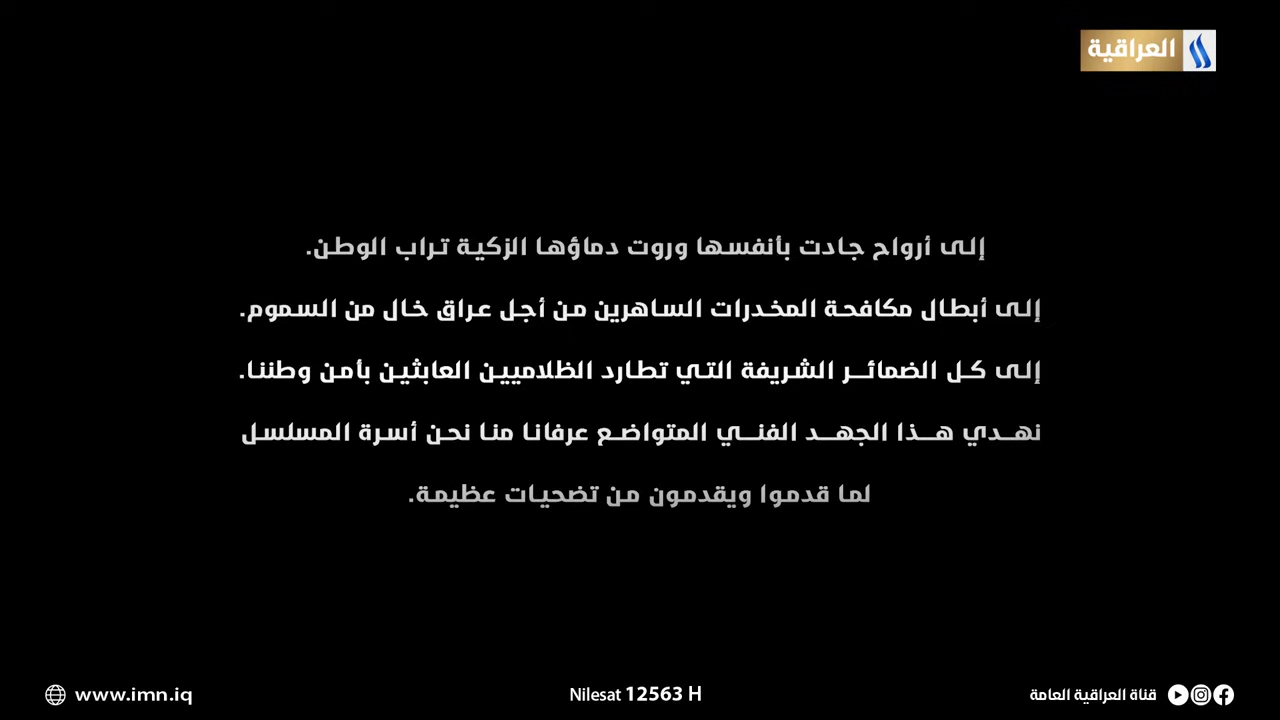 العراقية
إلى أرواح جادت بأنفسها وروت دماؤها الزكية تراب الوطن.
إلى أبطال مكافحة المخدرات الساهرين من أجل عراق خال من السموم.
إلى كل الضمائر الشريفة التي تطارد الظلاميين العابثين بأمن وطننا.
نهدي هذا الجهد الفني المتواضع عرفانا منا نحن أسرة المسلسل
لما قدموا ويقدمون من تضحيات عظيمة.
www.imn.iq
Nilesat 12563 H
قناة العراقية العامة